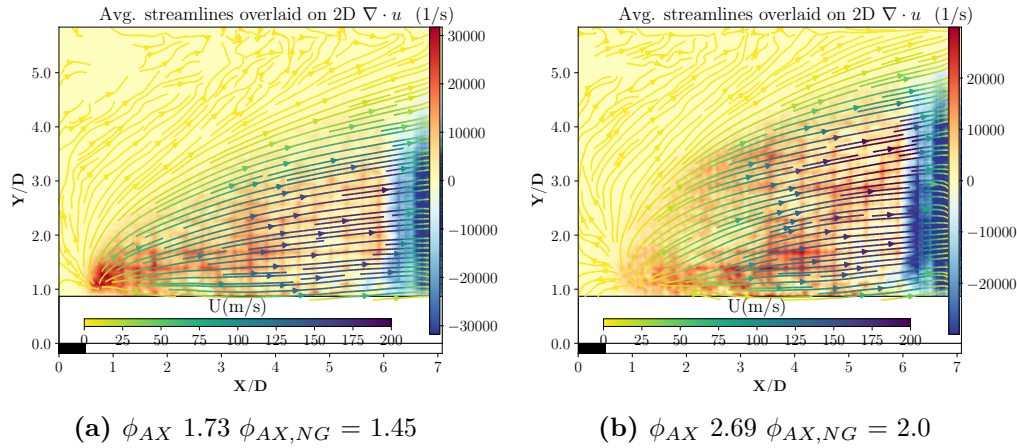 Avg. streamlines overlaid on 2D ∇ · u (1/s)
5.0
4.0
3.0
2.0
1.0
0.0
Y/D
30000
20000
10000
0
−10000
−20000
−30000
U(m/s)
0 25 50 75 100 125 150 175 200
0 1 2 3 4 5 6 7
X/D
(a) ϕ_AX 1.73 ϕ_AX,NG = 1.45
Avg. streamlines overlaid on 2D ∇ · u (1/s)
5.0
4.0
3.0
2.0
1.0
0.0
Y/D
20000
10000
0
−10000
−20000
U(m/s)
0 25 50 75 100 125 150 175 200
0 1 2 3 4 5 6 7
X/D
(b) ϕ_AX 2.69 ϕ_AX,NG = 2.0